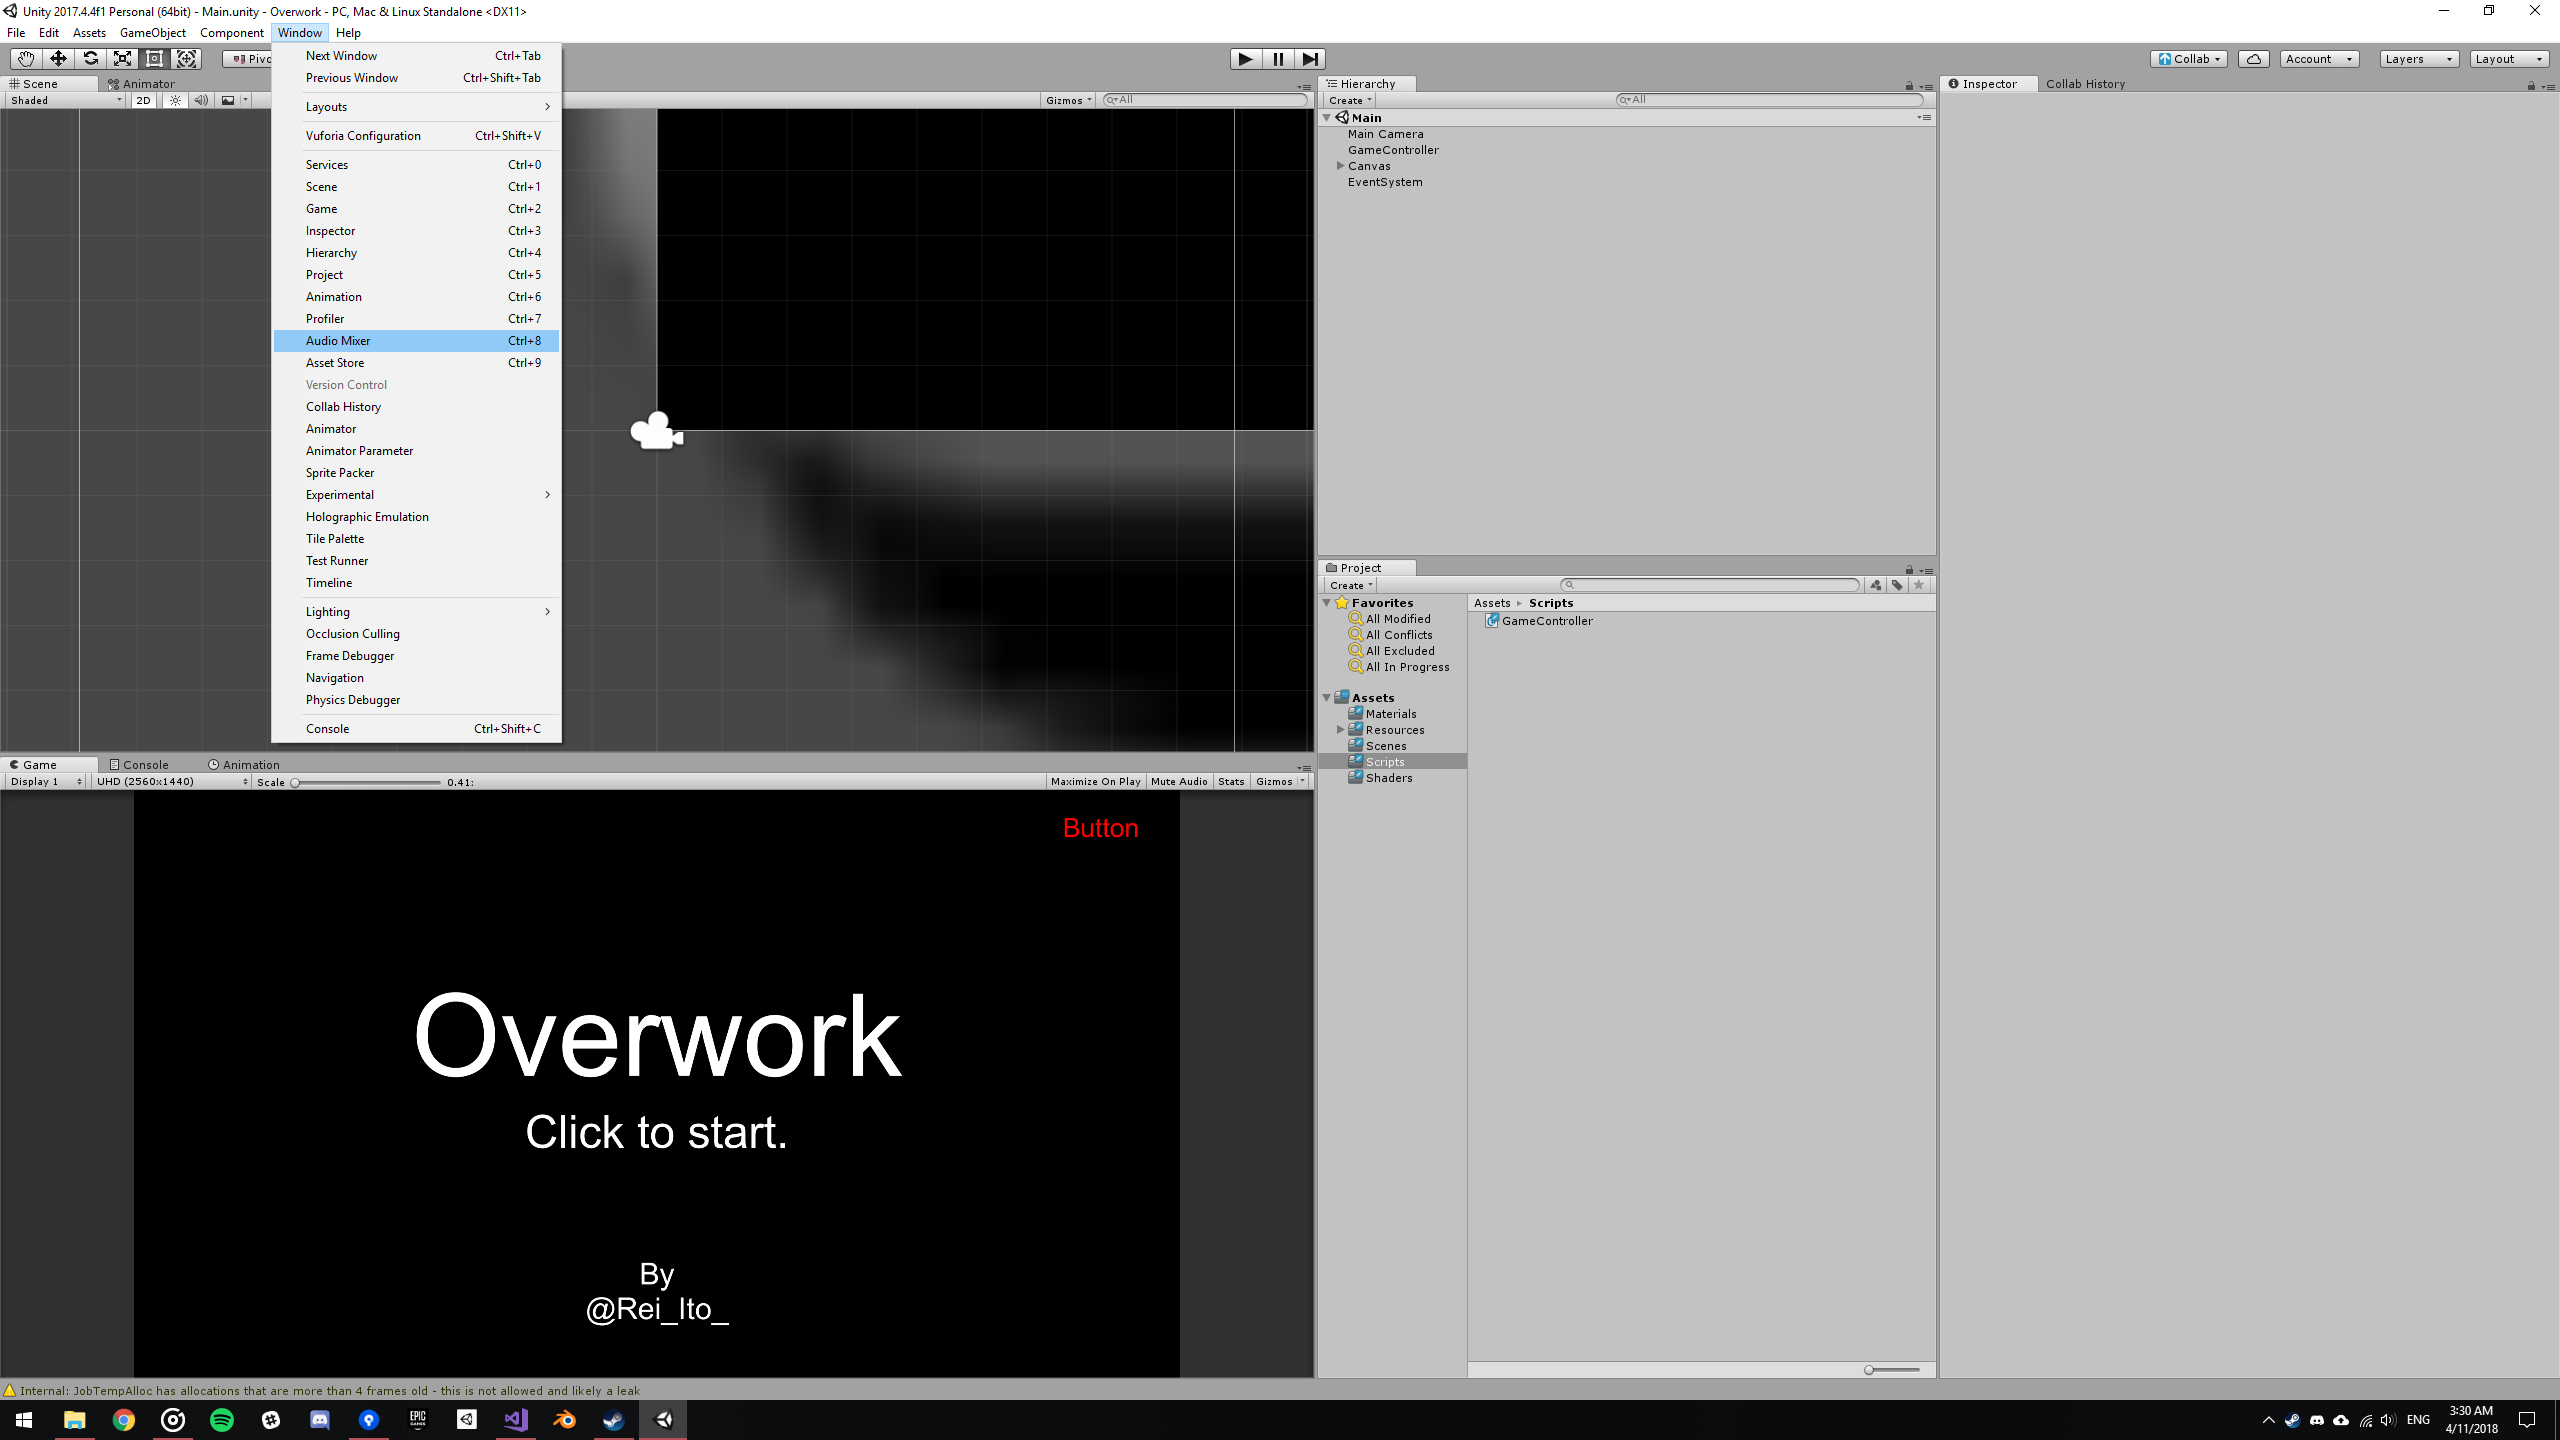 Unity 2017.4.4f1 Personal (64bit) - Main.unity - Overwork - PC, Mac & Linux Standalone <DX11>
File Edit Assets GameObject Component Window Help
Pivo
Collab Account Layers Layout
Next Window Ctrl+Tab
Previous Window Ctrl+Shift+Tab
Layouts
Vuforia Configuration Ctrl+Shift+V
Services Ctrl+0
Scene Ctrl+1
Game Ctrl+2
Inspector Ctrl+3
Hierarchy Ctrl+4
Project Ctrl+5
Animation Ctrl+6
Profiler Ctrl+7
Audio Mixer Ctrl+8
Asset Store Ctrl+9
Version Control
Collab History
Animator
Animator Parameter
Sprite Packer
Experimental
Holographic Emulation
Tile Palette
Test Runner
Timeline
Lighting
Occlusion Culling
Frame Debugger
Navigation
Physics Debugger
Console Ctrl+Shift+C
Scene Animator
Shaded 2D Gizmos All
Hierarchy
Create All
Main
Main Camera
GameController
Canvas
EventSystem
Inspector Collab History
Project
Create
Favorites
All Modified
All Conflicts
All Excluded
All In Progress
Assets
Materials
Resources
Scenes
Scripts
Shaders
Assets Scripts
GameController
Game Console Animation
Display 1 UHD (2560x1440) Scale 0.41: Maximize On Play Mute Audio Stats Gizmos
Button
Overwork
Click to start.
By
@Rei_Ito_
Internal: JobTempAlloc has allocations that are more than 4 frames old - this is not allowed and likely a leak
EPIC
GAMES
ENG
3:30 AM
4/11/2018